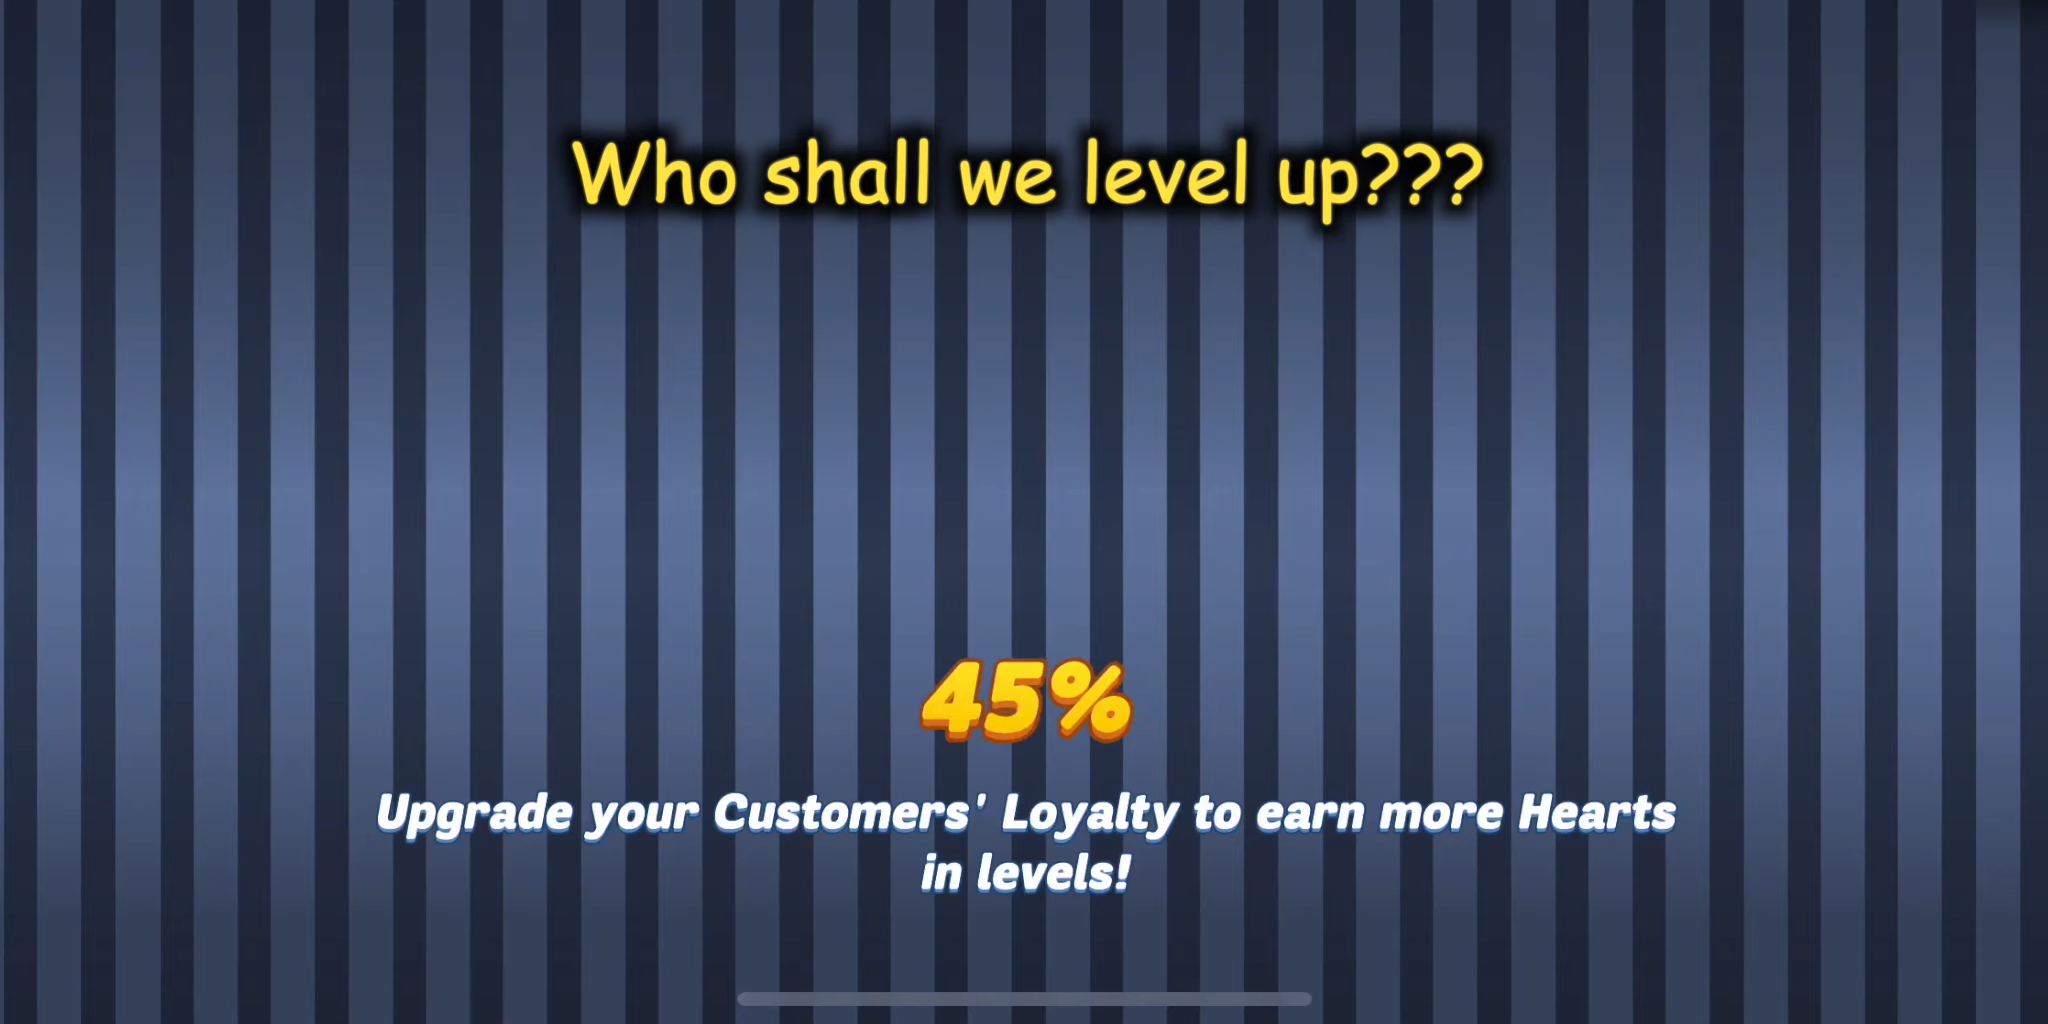 Who shall we level up???
45%
Upgrade your Customers' Loyalty to earn more Hearts
in levels!